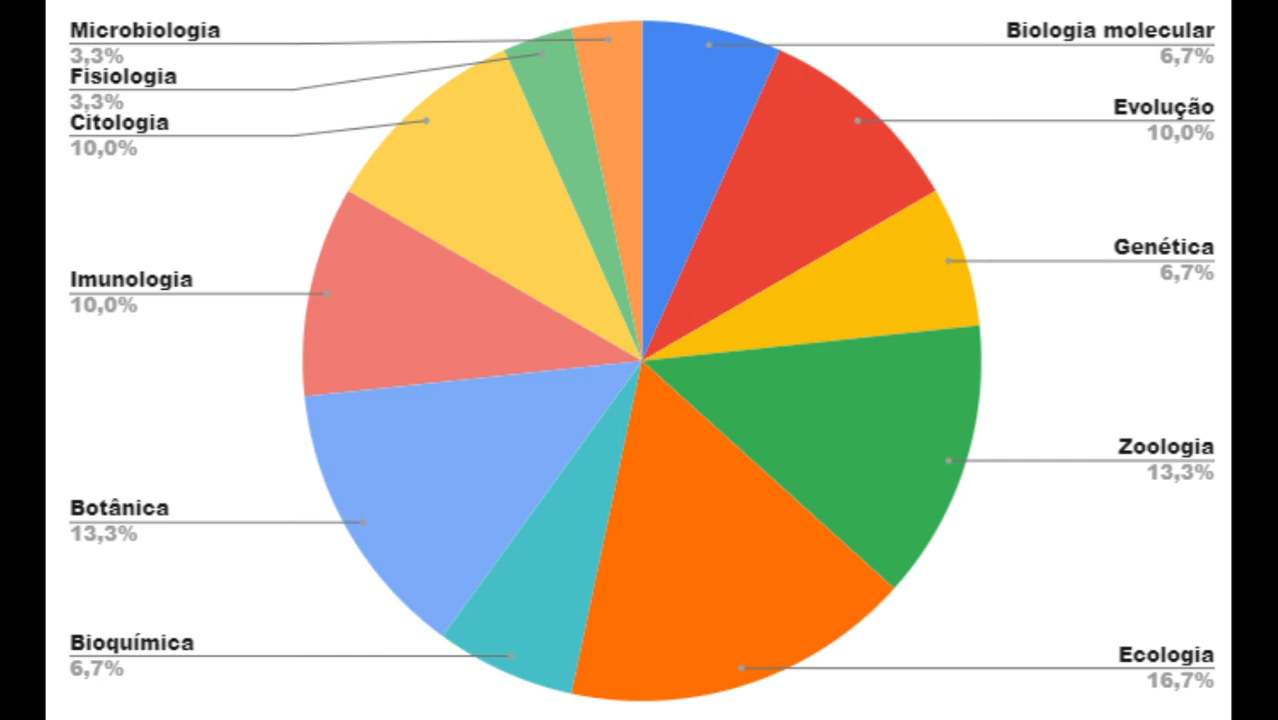 Microbiologia
3,3%
Fisiologia
3,3%
Citologia
10,0%
Imunologia
10,0%
Botânica
13,3%
Bioquímica
6,7%
Biologia molecular
6,7%
Evolução
10,0%
Genética
6,7%
Zoologia
13,3%
Ecologia
16,7%